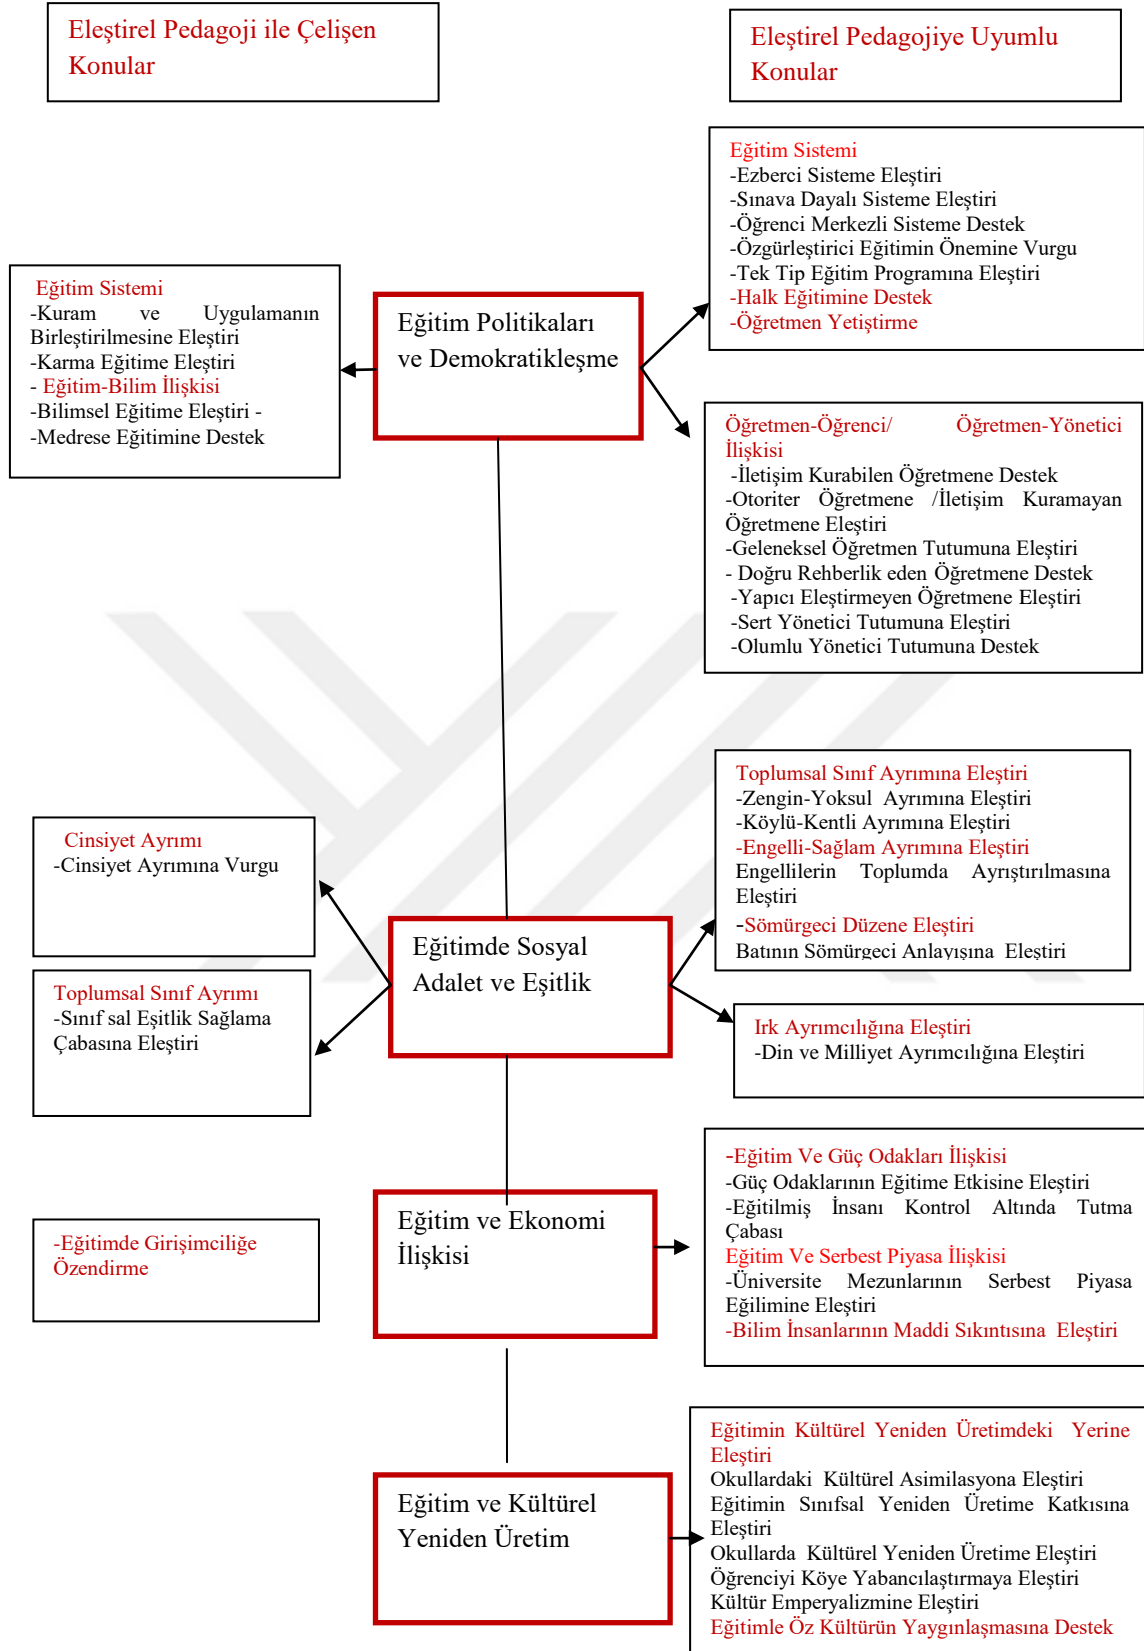 Eleştirel Pedagoji ile Çelişen
Konular
Eleştirel Pedagojiye Uyumlu
Konular
Eğitim Sistemi
-Ezberci Sisteme Eleştiri
-Sınava Dayalı Sisteme Eleştiri
-Öğrenci Merkezli Sisteme Destek
-Özgürleştirici Eğitimin Önemine Vurgu
-Tek Tip Eğitim Programına Eleştiri
-Halk Eğitimine Destek
-Öğretmen Yetiştirme
Eğitim Sistemi
-Kuram ve Uygulamanın
Birleştirilmesine Eleştiri
-Karma Eğitime Eleştiri
- Eğitim-Bilim İlişkisi
-Bilimsel Eğitime Eleştiri -
-Medrese Eğitimine Destek
Eğitim Politikaları
ve Demokratikleşme
Öğretmen-Öğrenci/ Öğretmen-Yönetici
İlişkisi
-İletişim Kurabilen Öğretmene Destek
-Otoriter Öğretmene /İletişim Kuramayan
Öğretmene Eleştiri
-Geleneksel Öğretmen Tutumuna Eleştiri
- Doğru Rehberlik eden Öğretmene Destek
-Yapıcı Eleştirmeyen Öğretmene Eleştiri
-Sert Yönetici Tutumuna Eleştiri
-Olumlu Yönetici Tutumuna Destek
Toplumsal Sınıf Ayrımına Eleştiri
-Zengin-Yoksul Ayrımına Eleştiri
-Köylü-Kentli Ayrımına Eleştiri
-Engelli-Sağlam Ayrımına Eleştiri
Engellilerin Toplumda Ayrıştırılmasına
Eleştiri
-Sömürgeci Düzene Eleştiri
Batının Sömürgeci Anlayışına Eleştiri
Cinsiyet Ayrımı
-Cinsiyet Ayrımına Vurgu
Eğitimde Sosyal
Adalet ve Eşitlik
Toplumsal Sınıf Ayrımı
-Sınıf sal Eşitlik Sağlama
Çabasına Eleştiri
Irk Ayrımcılığına Eleştiri
-Din ve Milliyet Ayrımcılığına Eleştiri
-Eğitim Ve Güç Odakları İlişkisi
-Güç Odaklarının Eğitime Etkisine Eleştiri
-Eğitilmiş İnsanı Kontrol Altında Tutma
Çabası
Eğitim Ve Serbest Piyasa İlişkisi
-Üniversite Mezunlarının Serbest Piyasa
Eğilimine Eleştiri
-Bilim İnsanlarının Maddi Sıkıntısına Eleştiri
Eğitim ve Ekonomi
İlişkisi
-Eğitimde Girişimciliğe
Özendirme
Eğitimin Kültürel Yeniden Üretimdeki Yerine
Eleştiri
Okullardaki Kültürel Asimilasyona Eleştiri
Eğitimin Sınıfsal Yeniden Üretime Katkısına
Eleştiri
Okullarda Kültürel Yeniden Üretime Eleştiri
Öğrenciyi Köye Yabancılaştırmaya Eleştiri
Kültür Emperyalizmine Eleştiri
Eğitimle Öz Kültürün Yaygınlaşmasına Destek
Eğitim ve Kültürel
Yeniden Üretim